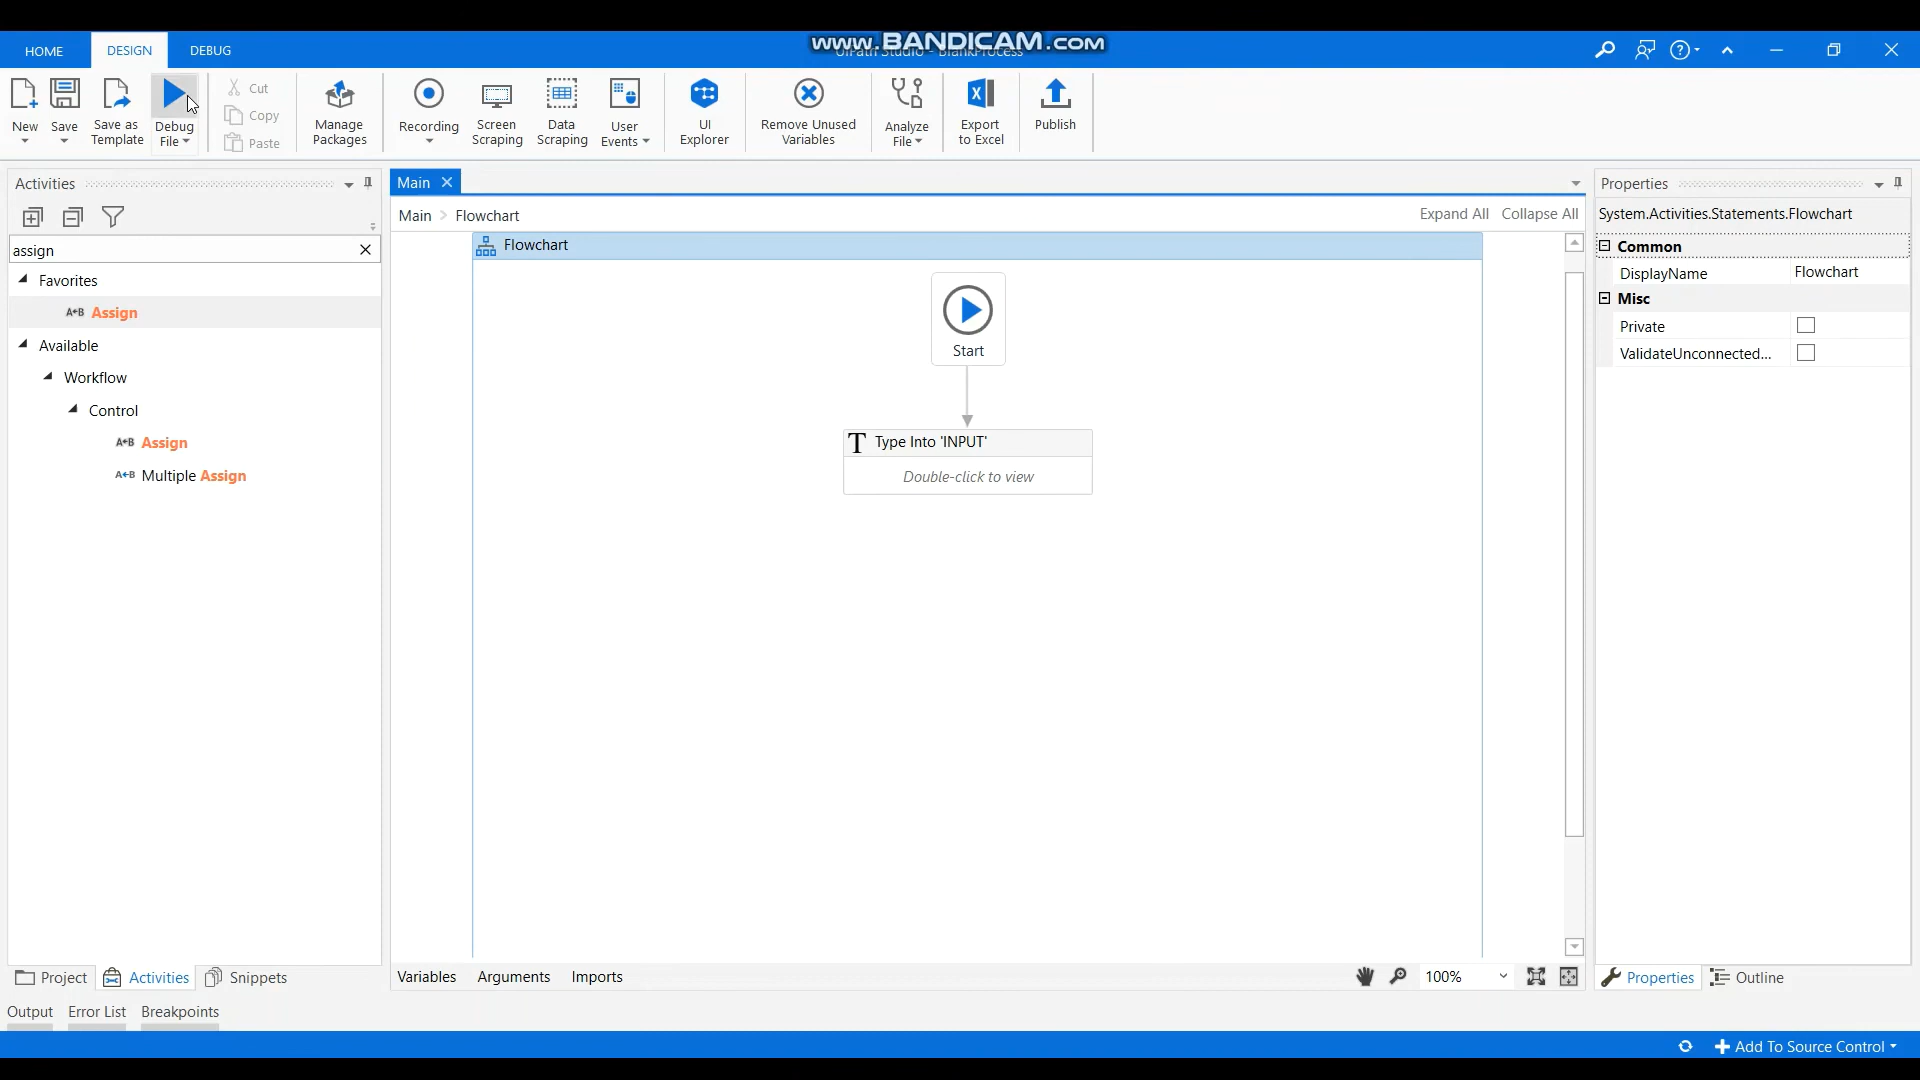 www.BANDICAM.com
HOME DESIGN DEBUG UiPath Studio - BlankProcess
New Save Save as Template Debug File Cut Copy Paste Manage Packages Recording Screen Scraping Data Scraping User Events UI Explorer Remove Unused Variables Analyze File Export to Excel Publish
Activities
Main
Properties
Main > Flowchart
Expand All Collapse All
System.Activities.Statements.Flowchart
assign
Flowchart
Common
Favorites
DisplayName Flowchart
A+B Assign
Misc
Available
Start
Private
Workflow
ValidateUnconnected...
Control
A+B Assign
Type Into 'INPUT'
A+B Multiple Assign
Double-click to view
Project Activities Snippets
Variables Arguments Imports
100%
Properties Outline
Output Error List Breakpoints
Add To Source Control